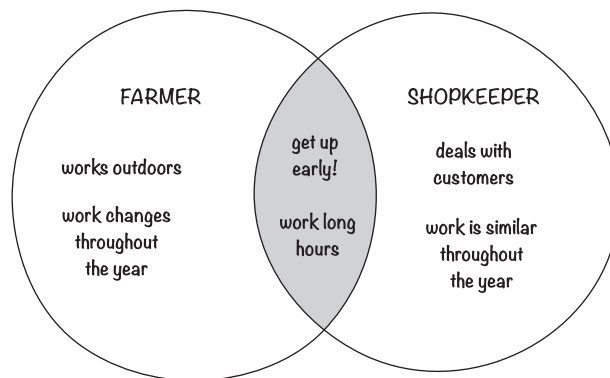 FARMER
works outdoors
work changes
throughout
the year
get up
early!
work long
hours
SHOPKEEPER
deals with
customers
work is similar
throughout
the year